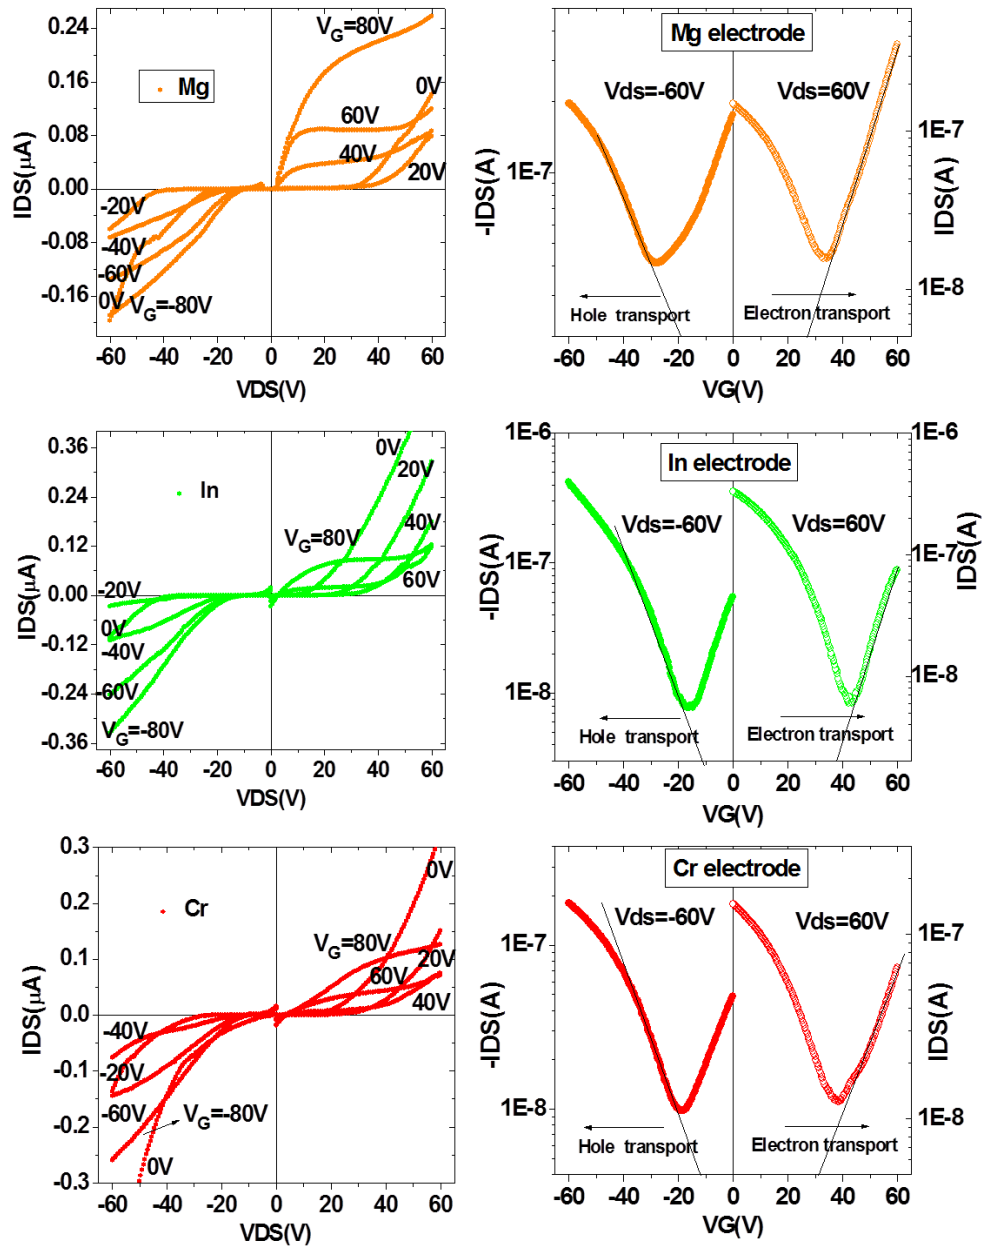 0.24
0.16
0.08
0.00
-0.08
-0.16
IDS(μA)
Mg
VG=80V
0V
60V
40V
20V
-20V
-40V
-60V
0V
VG=-80V
-60 -40 -20 0 20 40 60
VDS(V)
Mg electrode
Vds=-60V
Vds=60V
1E-7
-IDS(A)
1E-7
1E-8
IDS(A)
Hole transport
Electron transport
-60 -40 -20 0 20 40 60
VG(V)
0.36
0.24
0.12
0.00
-0.12
-0.24
-0.36
IDS(μA)
In
0V
20V
VG=80V
40V
60V
-20V
0V
-40V
-60V
VG=-80V
-60 -40 -20 0 20 40 60
VDS(V)
In electrode
Vds=-60V
Vds=60V
1E-6
1E-7
1E-8
-IDS(A)
1E-6
1E-7
1E-8
IDS(A)
Hole transport
Electron transport
-60 -40 -20 0 20 40 60
VG(V)
0.3
0.2
0.1
0.0
-0.1
-0.2
-0.3
IDS(μA)
Cr
0V
VG=80V
20V
60V
40V
-40V
-20V
-60V
VG=-80V
0V
-60 -40 -20 0 20 40 60
VDS(V)
Cr electrode
Vds=-60V
Vds=60V
1E-7
1E-8
-IDS(A)
1E-7
1E-8
IDS(A)
Hole transport
Electron transport
-60 -40 -20 0 20 40 60
VG(V)